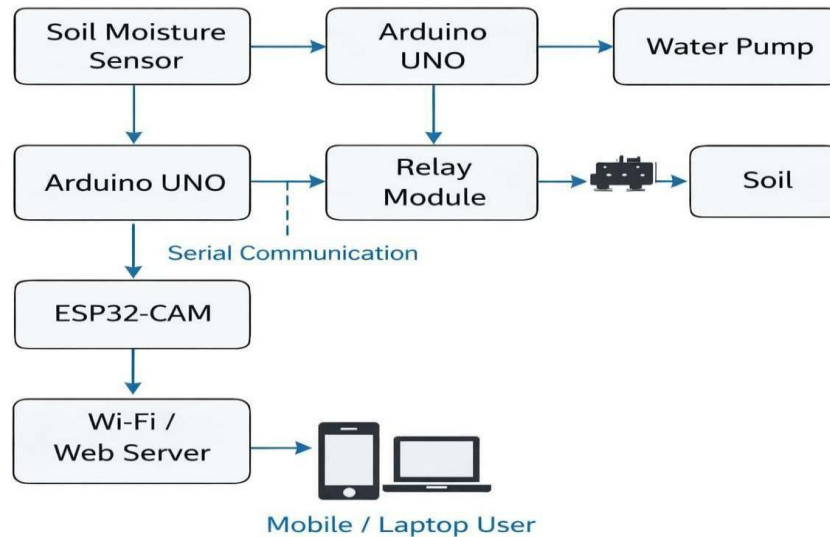 Soil Moisture
Sensor
Arduino
UNO
Water Pump
Arduino UNO
Relay
Module
Soil
Serial Communication
ESP32-CAM
Wi-Fi /
Web Server
Mobile / Laptop User